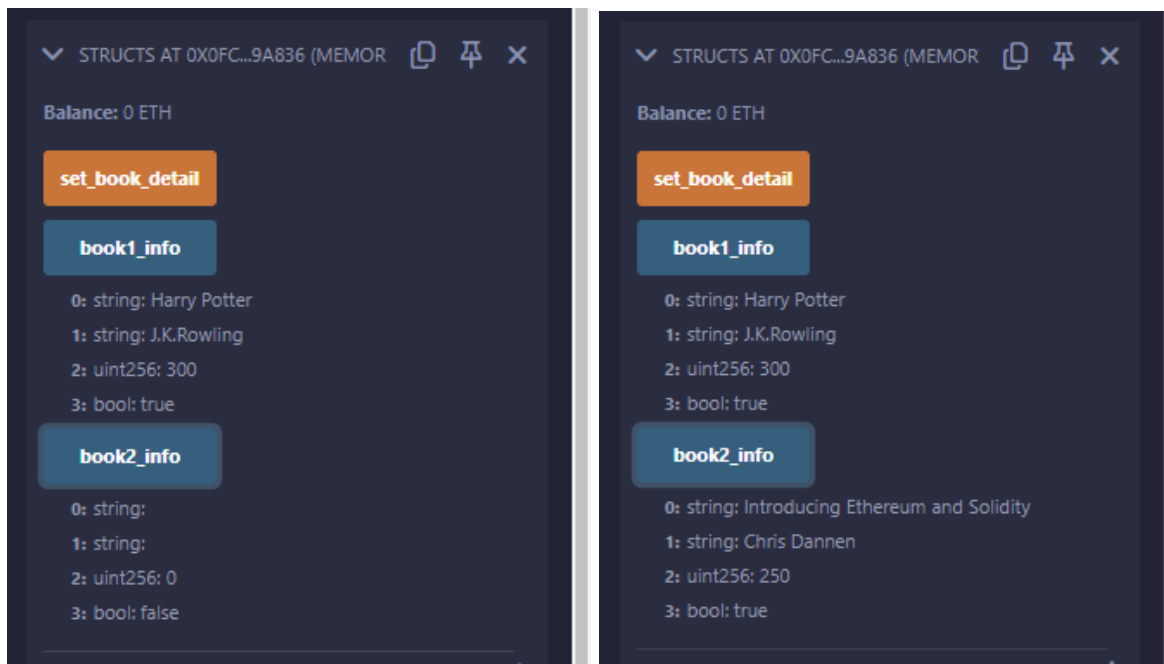 STRUCTS AT 0X0FC...9A836 (MEMOR
Balance: 0 ETH
set_book_detail
book1_info
0: string: Harry Potter
1: string: J.K.Rowling
2: uint256: 300
3: bool: true
book2_info
0: string:
1: string:
2: uint256: 0
3: bool: false
STRUCTS AT 0X0FC...9A836 (MEMOR
Balance: 0 ETH
set_book_detail
book1_info
0: string: Harry Potter
1: string: J.K.Rowling
2: uint256: 300
3: bool: true
book2_info
0: string: Introducing Ethereum and Solidity
1: string: Chris Dannen
2: uint256: 250
3: bool: true